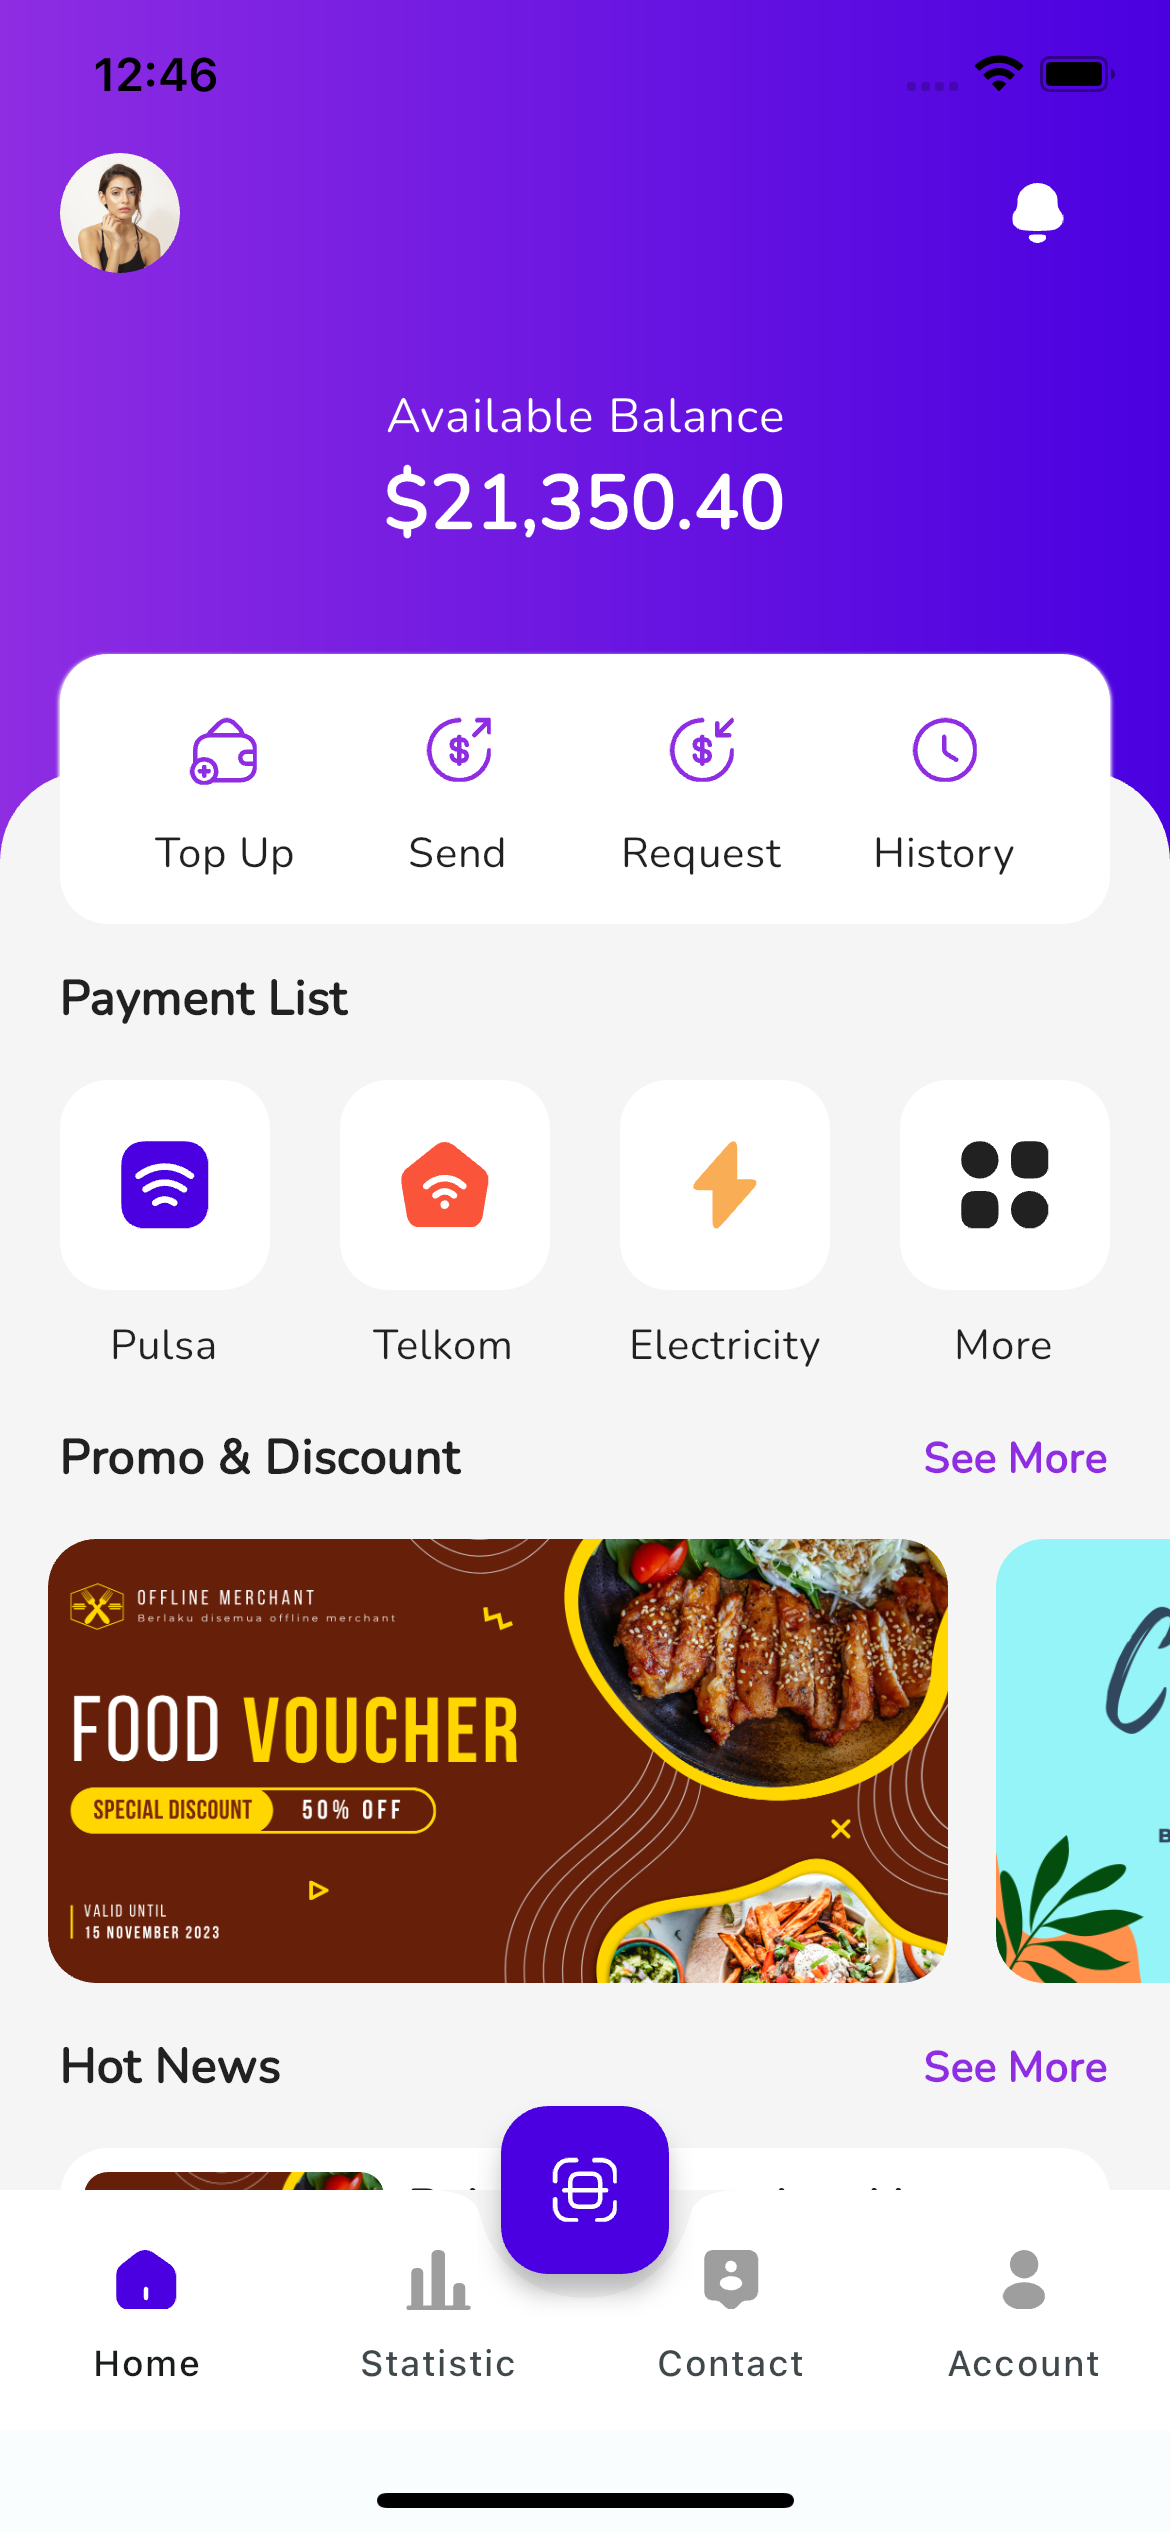 12:46
Available Balance
$21,350.40
Top Up Send Request History
Payment List
Pulsa Telkom Electricity More
Promo & Discount See More
OFFLINE MERCHANT
Berlaku disemua offline merchant
FOOD VOUCHER
SPECIAL DISCOUNT 50% OFF
VALID UNTIL
15 NOVEMBER 2023
Hot News See More
Home Statistic Contact Account